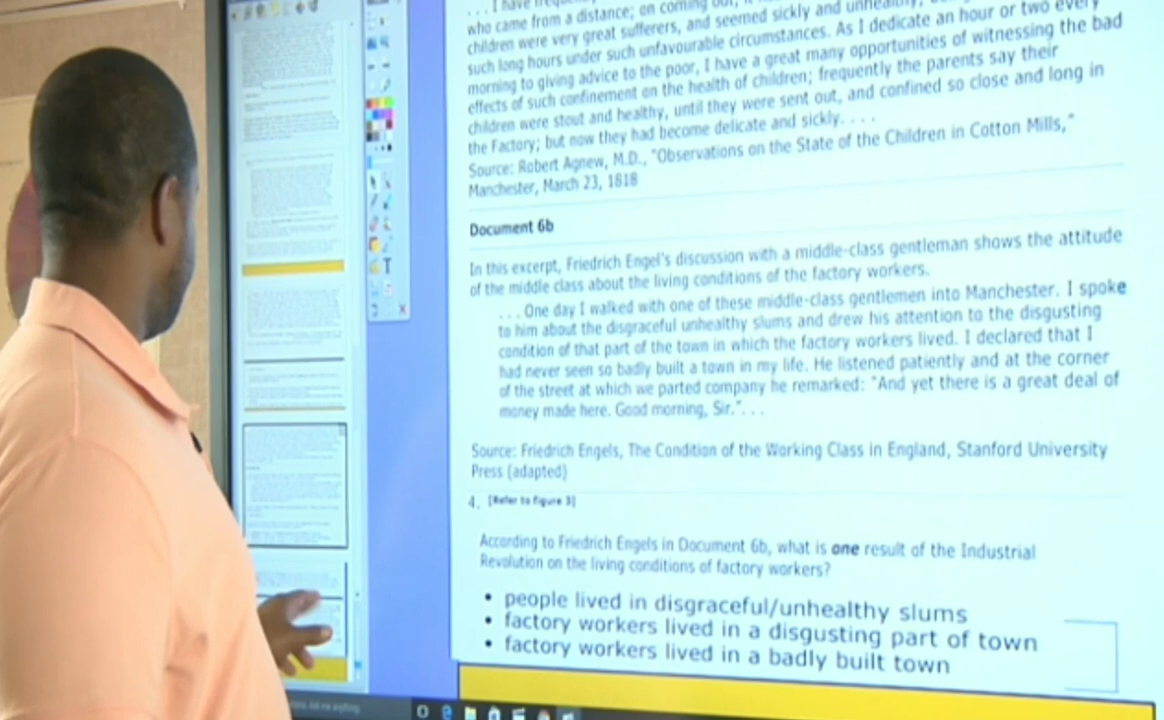 . . . I have
who came from a distance; on coming out,
children were very great sufferers, and seemed sickly and unhealthy,
such long hours under such unfavourable circumstances. As I dedicate an hour or two every
morning to giving advice to the poor, I have a great many opportunities of witnessing the bad
effects of such confinement on the health of children; frequently the parents say their
children were stout and healthy, until they were sent out, and confined so close and long in
the Factory; but now they had become delicate and sickly. . . .
Source: Robert Agnew, M.D., "Observations on the State of the Children in Cotton Mills,"
Manchester, March 23, 1818
Document 6b
In this excerpt, Friedrich Engel's discussion with a middle-class gentleman shows the attitude
of the middle class about the living conditions of the factory workers.
. . . One day I walked with one of these middle-class gentlemen into Manchester. I spoke
to him about the disgraceful unhealthy slums and drew his attention to the disgusting
condition of that part of the town in which the factory workers lived. I declared that I
had never seen so badly built a town in my life. He listened patiently and at the corner
of the street at which we parted company he remarked: "And yet there is a great deal of
money made here. Good morning, Sir.". . .
Source: Friedrich Engels, The Condition of the Working Class in England, Stanford University
Press (adapted)
4. [Refer to figure 3]
According to Friedrich Engels in Document 6b, what is one result of the Industrial
Revolution on the living conditions of factory workers?
• people lived in disgraceful/unhealthy slums
• factory workers lived in a disgusting part of town
• factory workers lived in a badly built town